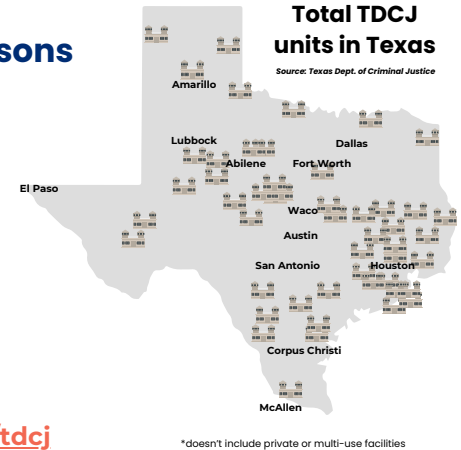 Total TDCJ
units in Texas
Source: Texas Dept. of Criminal Justice
sons
Amarillo
Lubbock
Dallas
Abilene
Fort Worth
El Paso
Waco
Austin
San Antonio
Houston
Corpus Christi
McAllen
tdcj
*doesn't include private or multi-use facilities